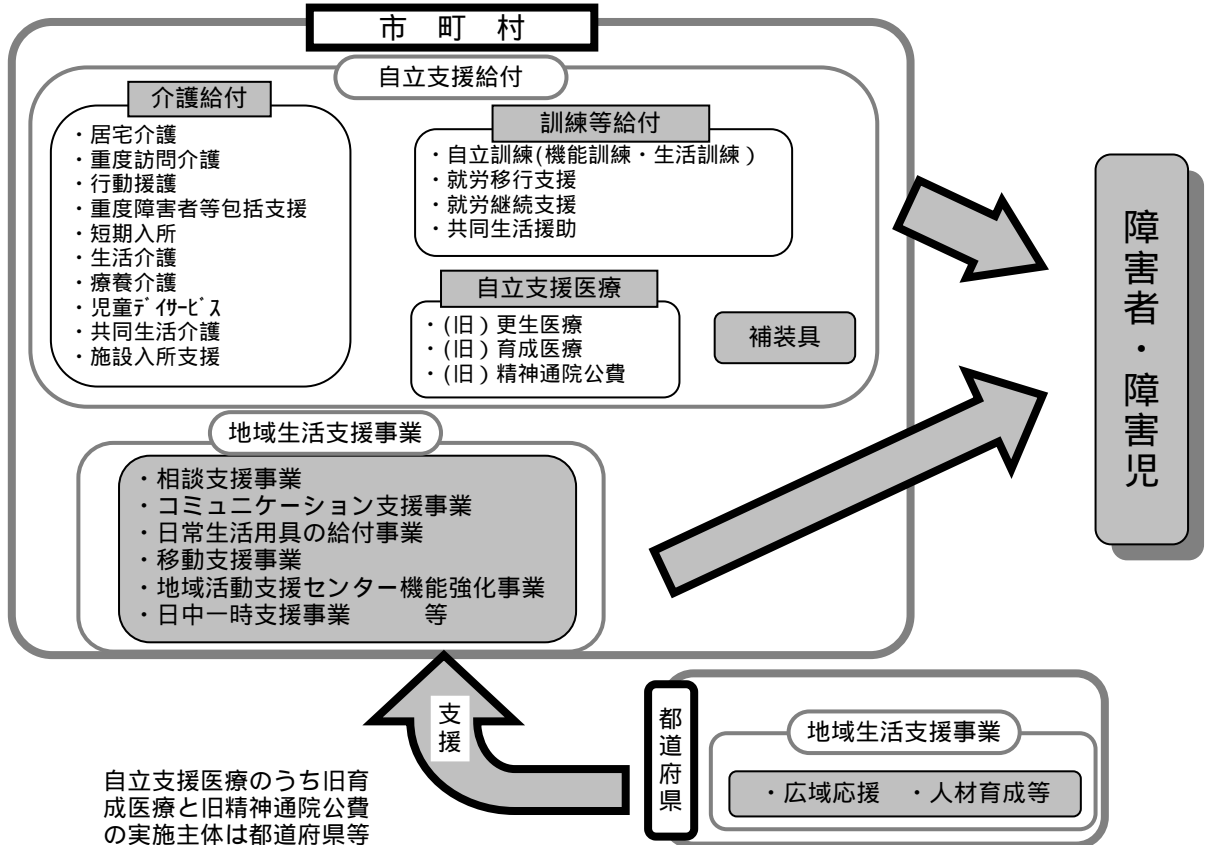 市 町 村
自立支援給付
介護給付
・居宅介護
・重度訪問介護
・行動援護
・重度障害者等包括支援
・短期入所
・生活介護
・療養介護
・児童ﾃﾞｲｻｰﾋﾞｽ
・共同生活介護
・施設入所支援
訓練等給付
・自立訓練(機能訓練・生活訓練)
・就労移行支援
・就労継続支援
・共同生活援助
自立支援医療
・(旧)更生医療
・(旧)育成医療
・(旧)精神通院公費
補装具
地域生活支援事業
・相談支援事業
・コミュニケーション支援事業
・日常生活用具の給付事業
・移動支援事業
・地域活動支援センター機能強化事業
・日中一時支援事業　　　等
障害者・障害児
支援
都道府県
地域生活支援事業
・広域応援　・人材育成等
自立支援医療のうち旧育
成医療と旧精神通院公費
の実施主体は都道府県等